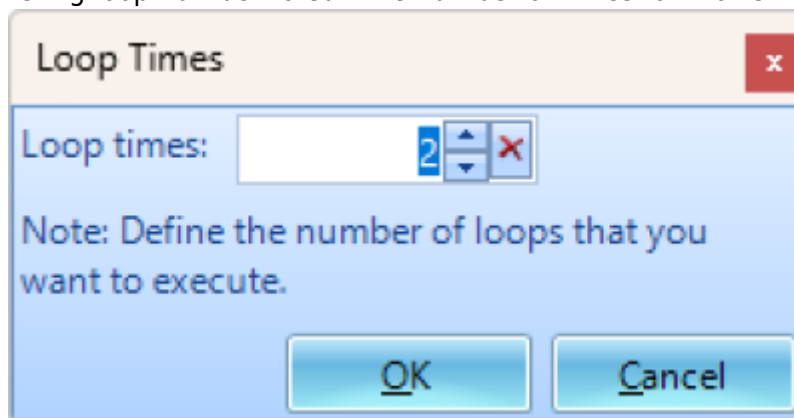 Loop Times
x
Loop times: 2
Note: Define the number of loops that you
want to execute.
OK Cancel